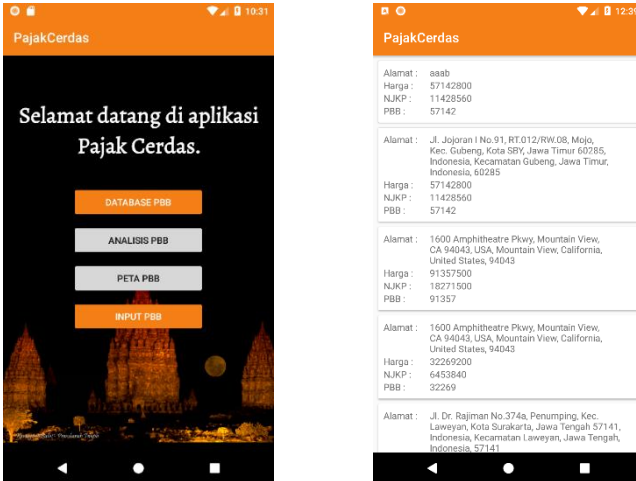 10:31
PajakCerdas
Selamat datang di aplikasi
Pajak Cerdas.
DATABASE PBB
ANALISIS PBB
PETA PBB
INPUT PBB
12:39
PajakCerdas
Alamat : aaab
Harga : 57142800
NJKP : 11428560
PBB : 57142
Alamat : Jl. Jojoran I No.91, RT.012/RW.08, Mojo,
Kec. Gubeng, Kota SBY, Jawa Timur 60285,
Indonesia, Kecamatan Gubeng, Jawa Timur,
Indonesia, 60285
Harga : 57142800
NJKP : 11428560
PBB : 57142
Alamat : 1600 Amphitheatre Pkwy, Mountain View,
CA 94043, USA, Mountain View, California,
United States, 94043
Harga : 91357500
NJKP : 18271500
PBB : 91357
Alamat : 1600 Amphitheatre Pkwy, Mountain View,
CA 94043, USA, Mountain View, California,
United States, 94043
Harga : 32269200
NJKP : 6453840
PBB : 32269
Alamat : Jl. Dr. Rajiman No.374a, Penumping, Kec.
Laweyan, Kota Surakarta, Jawa Tengah 57141,
Indonesia, Kecamatan Laweyan, Jawa Tengah,
Indonesia, 57141